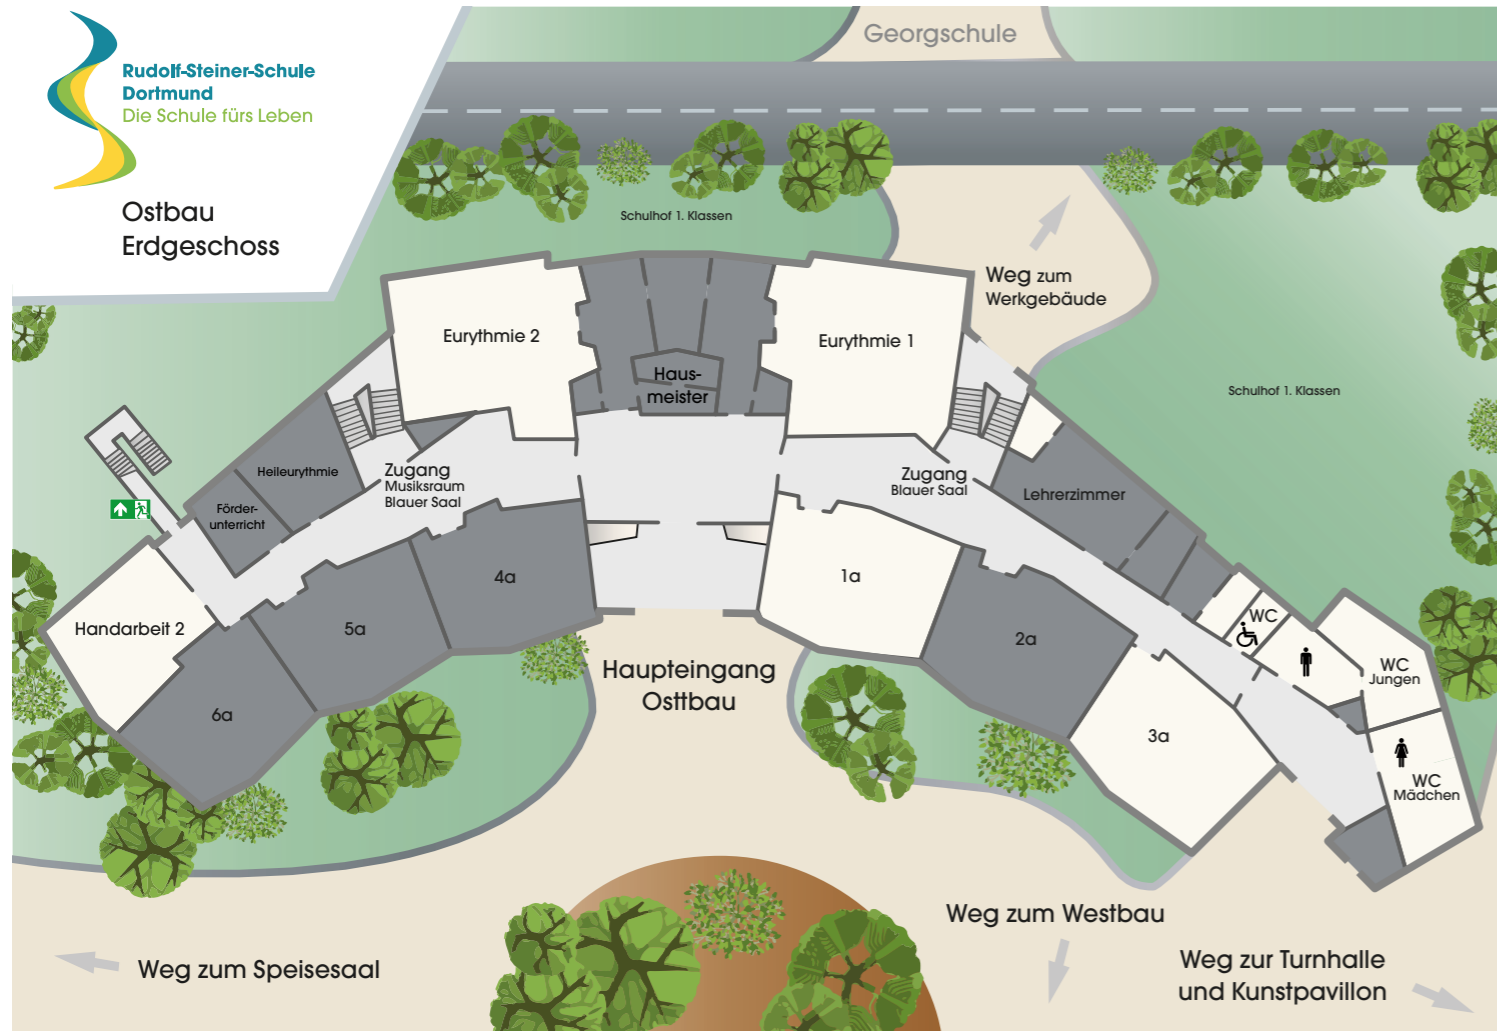 Georgschule
Rudolf-Steiner-Schule
Dortmund
Die Schule fürs Leben
Ostbau
Erdgeschoss
Schulhof 1. Klassen
Weg zum
Werkgebäude
Eurythmie 2
Eurythmie 1
Haus-
meister
Schulhof 1. Klassen
Heileurythmie
Zugang
Musiksraum
Blauer Saal
Zugang
Blauer Saal
Lehrerzimmer
Förder-
unterricht
4a
1a
5a
2a
Handarbeit 2
WC
WC
Jungen
Haupteingang
Osttbau
6a
3a
WC
Mädchen
Weg zum Westbau
Weg zum Speisesaal
Weg zur Turnhalle
und Kunstpavillon